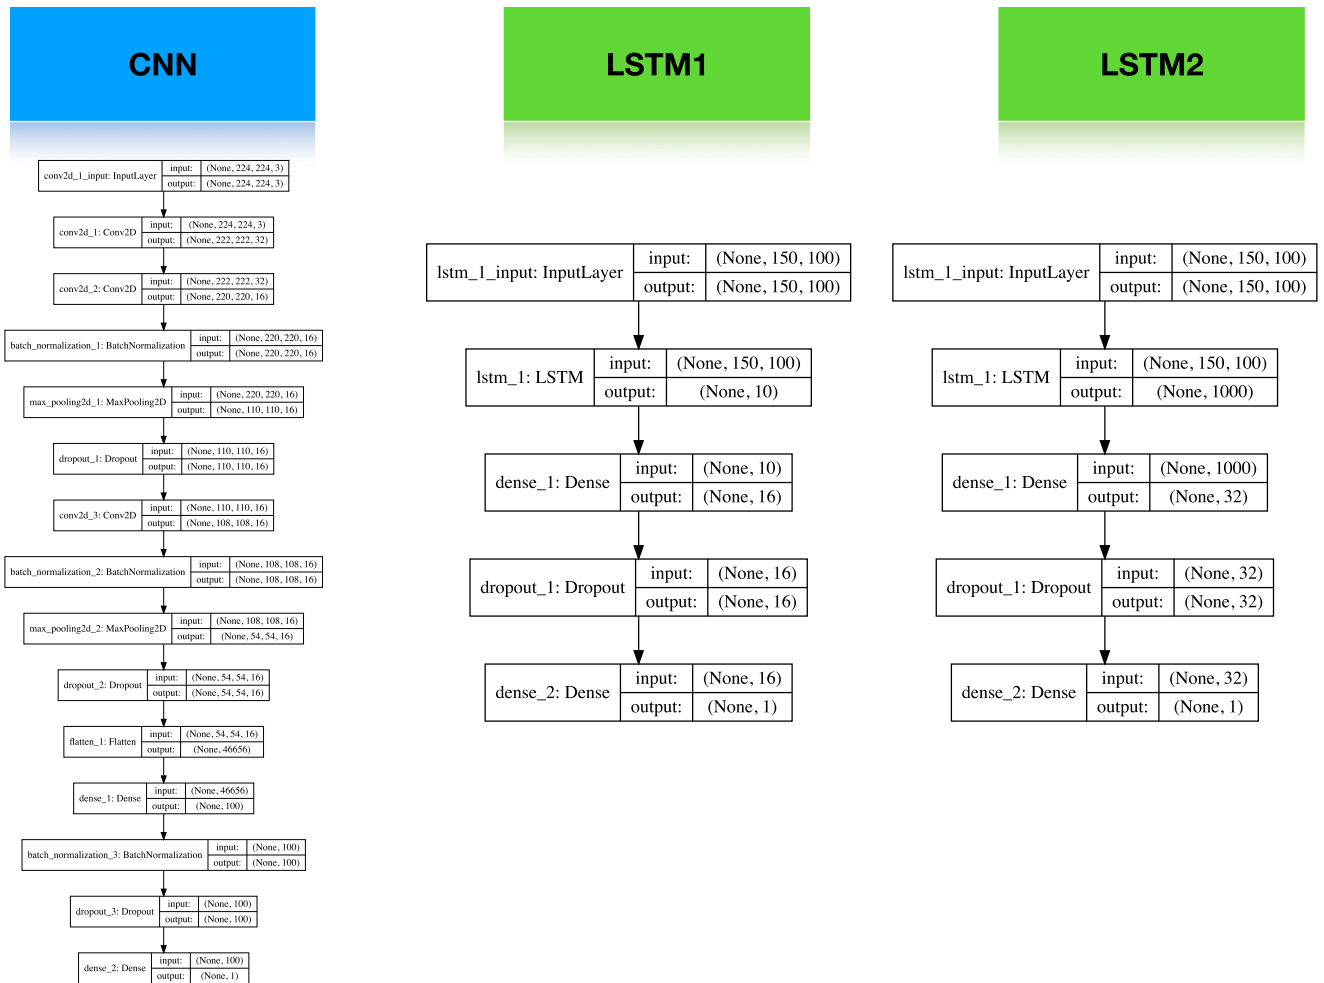 CNN
conv2d_1_input: InputLayer
input: (None, 224, 224, 3)
output: (None, 224, 224, 3)
conv2d_1: Conv2D
input: (None, 224, 224, 3)
output: (None, 222, 222, 32)
conv2d_2: Conv2D
input: (None, 222, 222, 32)
output: (None, 220, 220, 16)
batch_normalization_1: BatchNormalization
input: (None, 220, 220, 16)
output: (None, 220, 220, 16)
max_pooling2d_1: MaxPooling2D
input: (None, 220, 220, 16)
output: (None, 110, 110, 16)
dropout_1: Dropout
input: (None, 110, 110, 16)
output: (None, 110, 110, 16)
conv2d_3: Conv2D
input: (None, 110, 110, 16)
output: (None, 108, 108, 16)
batch_normalization_2: BatchNormalization
input: (None, 108, 108, 16)
output: (None, 108, 108, 16)
max_pooling2d_2: MaxPooling2D
input: (None, 108, 108, 16)
output: (None, 54, 54, 16)
dropout_2: Dropout
input: (None, 54, 54, 16)
output: (None, 54, 54, 16)
flatten_1: Flatten
input: (None, 54, 54, 16)
output: (None, 46656)
dense_1: Dense
input: (None, 46656)
output: (None, 100)
batch_normalization_3: BatchNormalization
input: (None, 100)
output: (None, 100)
dropout_3: Dropout
input: (None, 100)
output: (None, 100)
dense_2: Dense
input: (None, 100)
output: (None, 1)
LSTM1
lstm_1_input: InputLayer
input: (None, 150, 100)
output: (None, 150, 100)
lstm_1: LSTM
input: (None, 150, 100)
output: (None, 10)
dense_1: Dense
input: (None, 10)
output: (None, 16)
dropout_1: Dropout
input: (None, 16)
output: (None, 16)
dense_2: Dense
input: (None, 16)
output: (None, 1)
LSTM2
lstm_1_input: InputLayer
input: (None, 150, 100)
output: (None, 150, 100)
lstm_1: LSTM
input: (None, 150, 100)
output: (None, 1000)
dense_1: Dense
input: (None, 1000)
output: (None, 32)
dropout_1: Dropout
input: (None, 32)
output: (None, 32)
dense_2: Dense
input: (None, 32)
output: (None, 1)